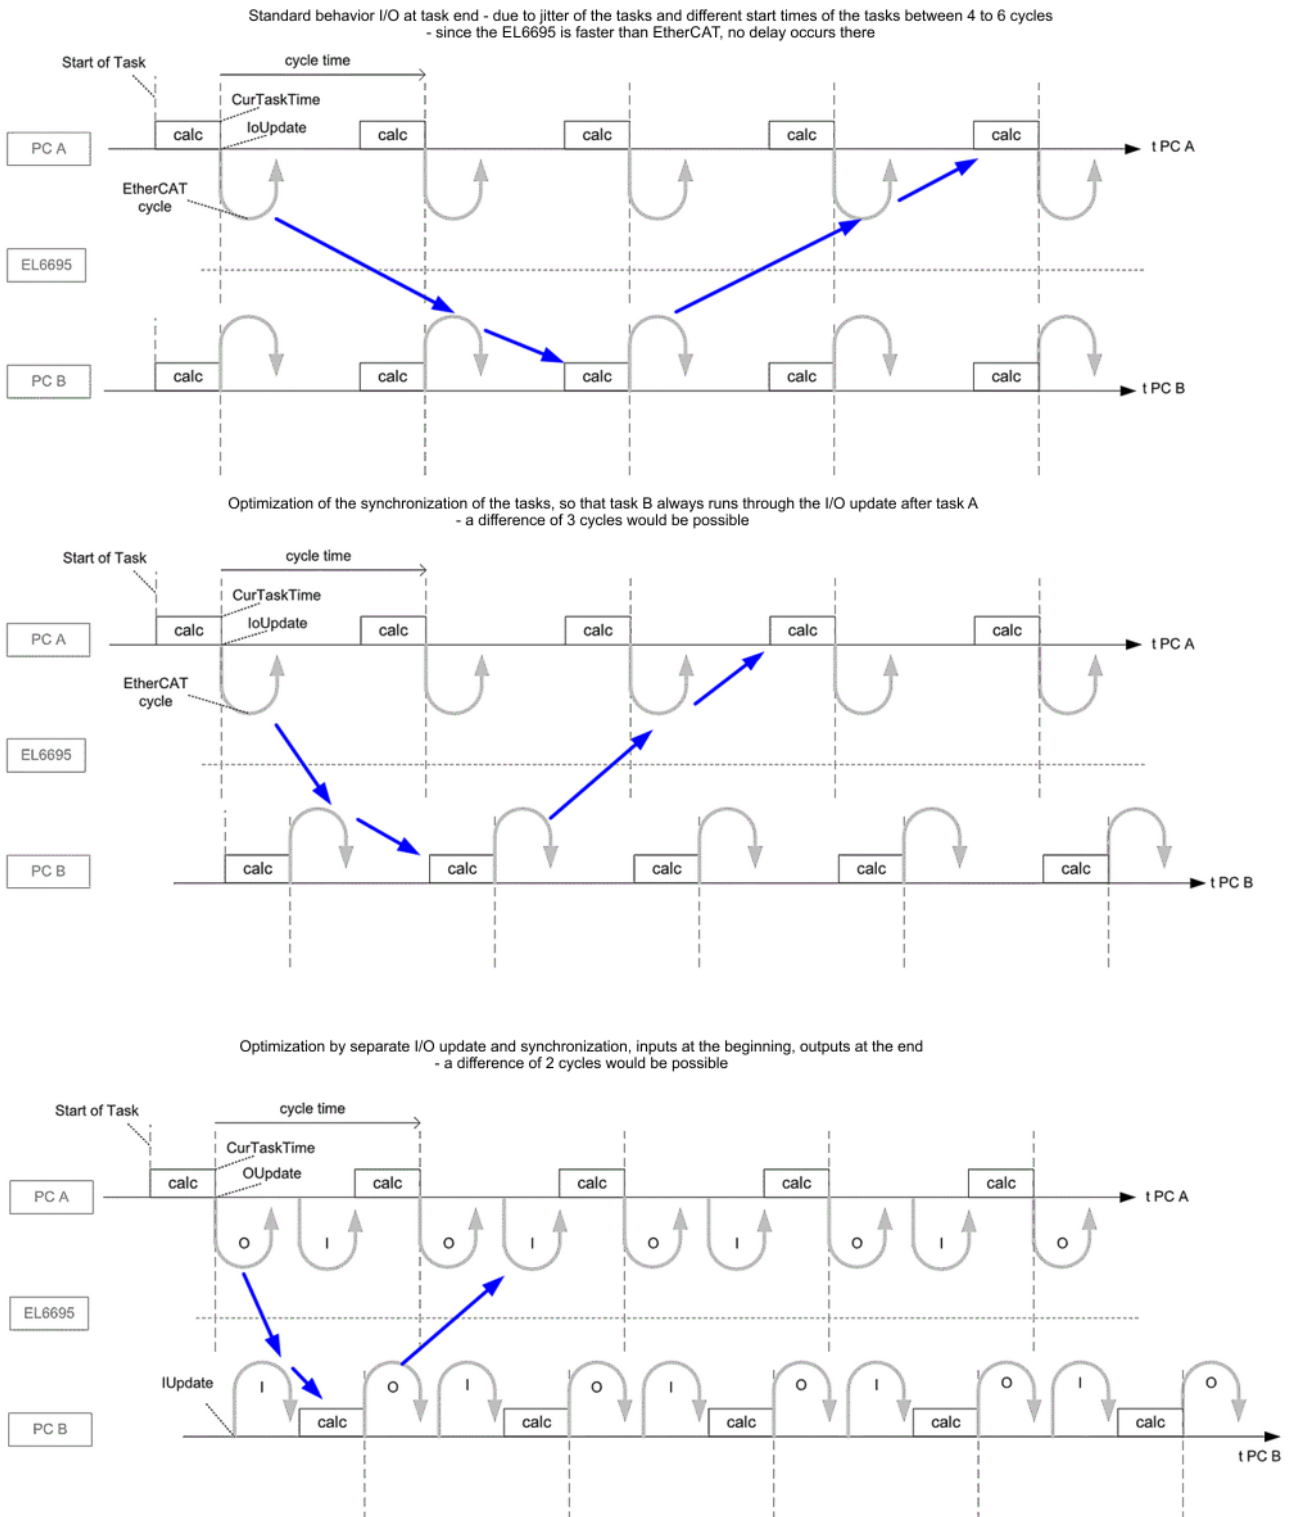 Standard behavior I/O at task end - due to jitter of the tasks and different start times of the tasks between 4 to 6 cycles
- since the EL6695 is faster than EtherCAT, no delay occurs there
Start of Task
cycle time
CurTaskTime
calc
IoUpdate
calc
calc
calc
calc
PC A
t PC A
EtherCAT
cycle
EL6695
calc
calc
calc
calc
calc
PC B
t PC B
Optimization of the synchronization of the tasks, so that task B always runs through the I/O update after task A
- a difference of 3 cycles would be possible
Start of Task
cycle time
CurTaskTime
calc
IoUpdate
calc
calc
calc
calc
PC A
t PC A
EtherCAT
cycle
EL6695
calc
calc
calc
calc
calc
PC B
t PC B
Optimization by separate I/O update and synchronization, inputs at the beginning, outputs at the end
- a difference of 2 cycles would be possible
Start of Task
cycle time
CurTaskTime
calc
OUpdate
calc
calc
calc
calc
PC A
t PC A
O
I
O
I
O
I
O
I
O
EL6695
IUpdate
I
O
I
O
I
O
I
O
I
O
calc
calc
calc
calc
calc
PC B
t PC B